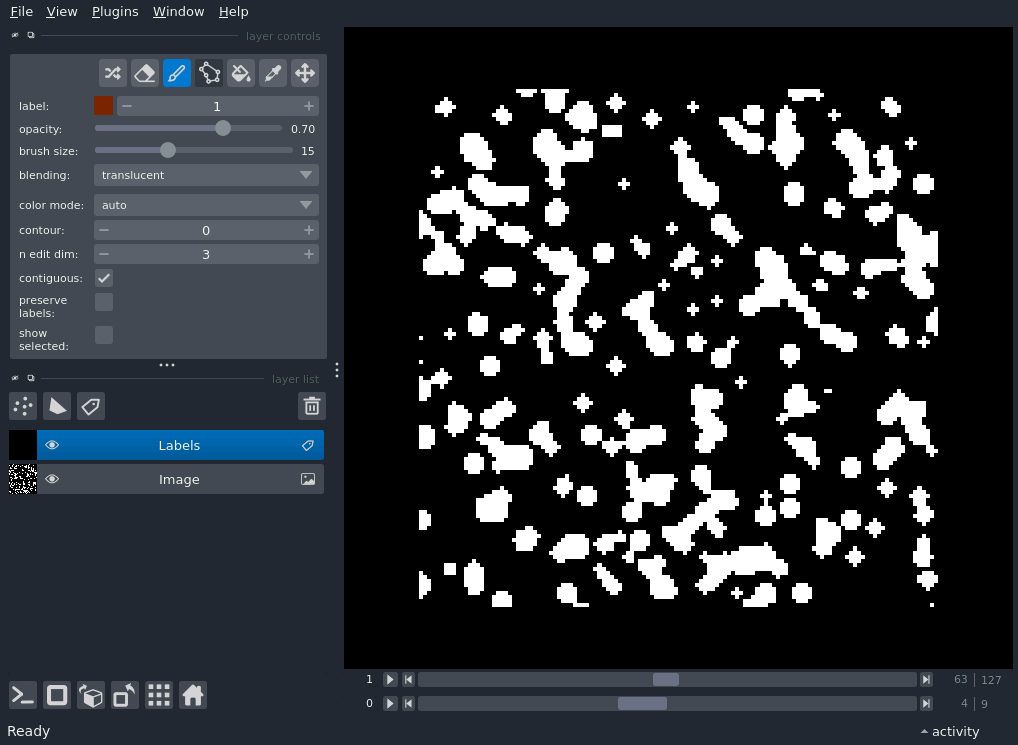 File View Plugins Window Help
layer controls
label: 1
opacity: 0.70
brush size: 15
blending: translucent
color mode: auto
contour: 0
n edit dim: 3
contiguous:
preserve
labels:
show
selected:
layer list
Labels
Image
1 63 127
0 4 9
Ready activity